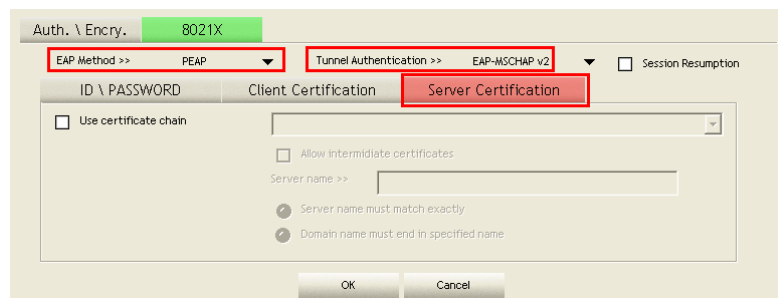 Auth. \ Encry. 8021X
EAP Method >> PEAP Tunnel Authentication >> EAP-MSCHAP v2 Session Resumption
ID \ PASSWORD Client Certification Server Certification
Use certificate chain
Allow intermidiate certificates
Server name >>
Server name must match exactly
Domain name must end in specified name
OK Cancel